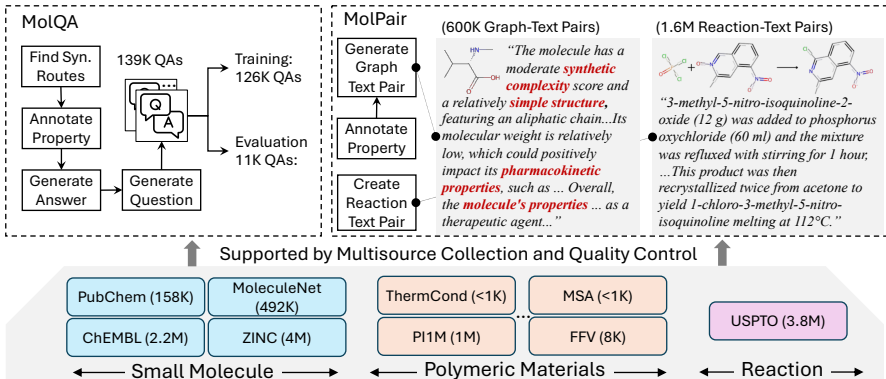 MolQA
Find Syn.
Routes
Annotate
Property
Generate
Answer
Generate
Question
139K QAs
Q
A
Training:
126K QAs
Evaluation
11K QAs:
MolPair
Generate
Graph
Text Pair
Annotate
Property
Create
Reaction
Text Pair
(600K Graph-Text Pairs)
“The molecule has a
moderate synthetic
complexity score and
a relatively simple structure,
featuring an aliphatic chain...Its
molecular weight is relatively
low, which could positively
impact its pharmacokinetic
properties, such as ... Overall,
the molecule's properties ... as a
therapeutic agent...”
(1.6M Reaction-Text Pairs)
“3-methyl-5-nitro-isoquinoline-2-
oxide (12 g) was added to phosphorus
oxychloride (60 ml) and the mixture
was refluxed with stirring for 1 hour,
...This product was then
recrystallized twice from acetone to
yield 1-chloro-3-methyl-5-nitro-
isoquinoline melting at 112°C.”
Supported by Multisource Collection and Quality Control
PubChem (158K)
MoleculeNet
(492K)
ChEMBL (2.2M)
ZINC (4M)
Small Molecule
ThermCond (<1K)
MSA (<1K)
...
PI1M (1M)
FFV (8K)
Polymeric Materials
USPTO (3.8M)
Reaction